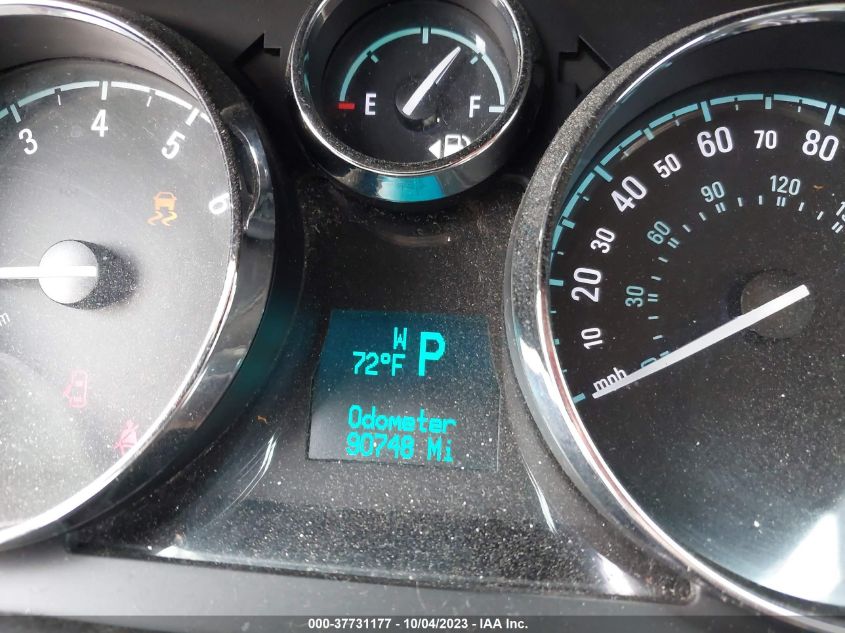 3 4 5 6
E F
10 20 30 40 50 60 70 80
30 60 90 120
mph
W
72°F P
Odometer
90748 Mi
000-37731177 - 10/04/2023 - IAA Inc.